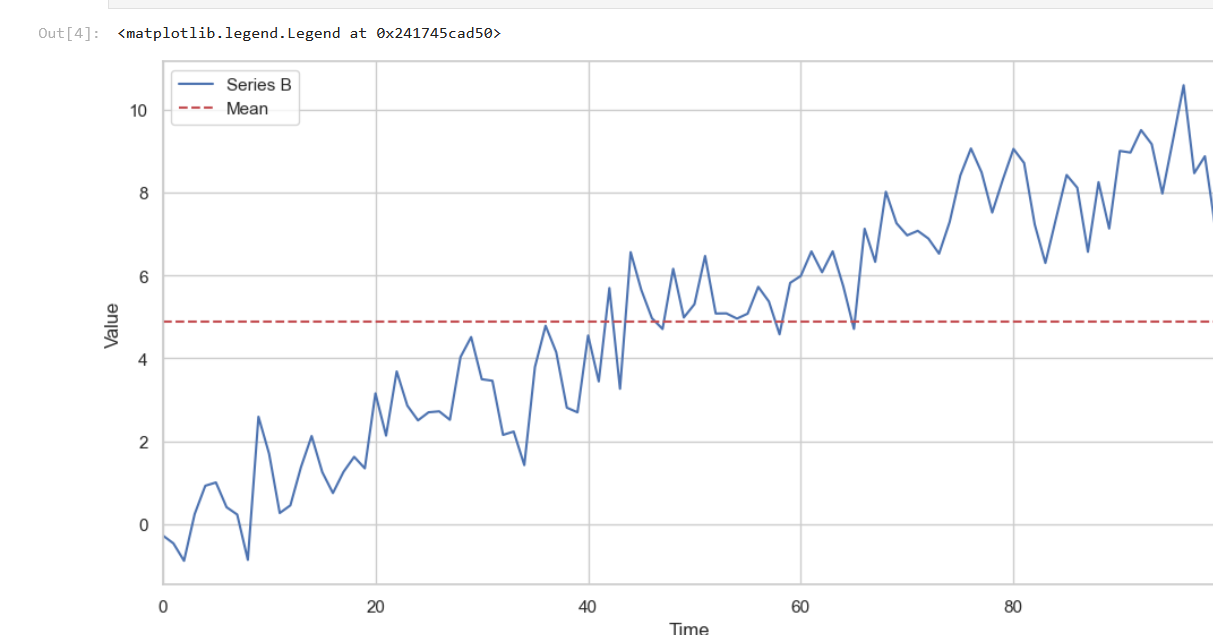 Out[4]: <matplotlib.legend.Legend at 0x241745cad50>
Series B
Mean
10
8
6
4
2
0
Value
0 20 40 60 80
Time